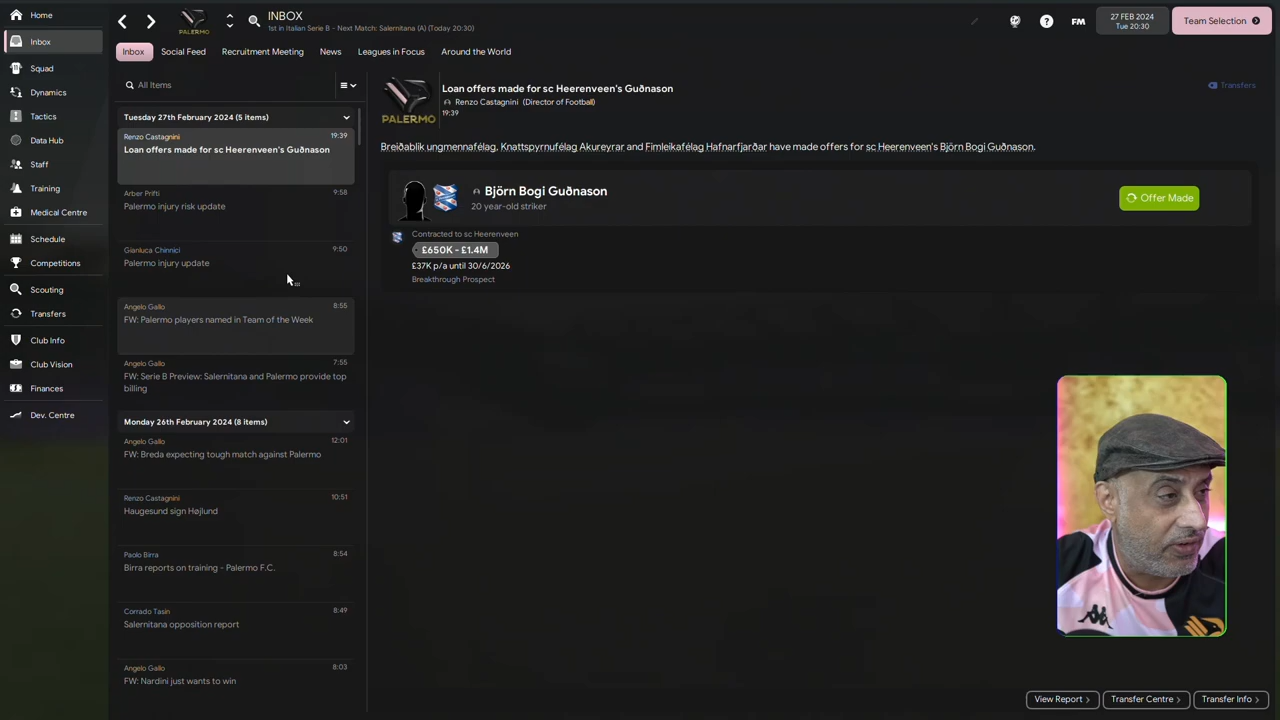 PALERMO
INBOX
1st in Italian Serie B - Next Match: Salernitana (A) (Today 20:30)
FM
27 FEB 2024
Tue 20:30
Team Selection
Home
Inbox
Squad
Dynamics
Tactics
Data Hub
Staff
Training
Medical Centre
Schedule
Competitions
Scouting
Transfers
Club Info
Club Vision
Finances
Dev. Centre
Inbox
Social Feed
Recruitment Meeting
News
Leagues in Focus
Around the World
All Items
Tuesday 27th February 2024 (5 items)
Renzo Castagnini 19:39
Loan offers made for sc Heerenveen's Guðnason
Arber Prifti 9:58
Palermo injury risk update
Gianluca Chinnici 9:50
Palermo injury update
Angelo Gallo 8:55
FW: Palermo players named in Team of the Week
Angelo Gallo 7:55
FW: Serie B Preview: Salernitana and Palermo provide top
billing
Monday 26th February 2024 (8 items)
Angelo Gallo 12:01
FW: Breda expecting tough match against Palermo
Renzo Castagnini 10:51
Haugesund sign Højlund
Paolo Birra 8:54
Birra reports on training - Palermo F.C.
Corrado Tasin 8:49
Salernitana opposition report
Angelo Gallo 8:03
FW: Nardini just wants to win
PALERMO
Loan offers made for sc Heerenveen's Guðnason
Renzo Castagnini (Director of Football)
19:39
Transfers
Breiðablik ungmennafélag, Knattspyrnufélag Akureyrar and Fimleikafélag Hafnarfjarðar have made offers for sc Heerenveen's Björn Bogi Guðnason.
Björn Bogi Guðnason
20 year-old striker
Offer Made
Contracted to sc Heerenveen
£650K - £1.4M
£37K p/a until 30/6/2026
Breakthrough Prospect
View Report
Transfer Centre
Transfer Info